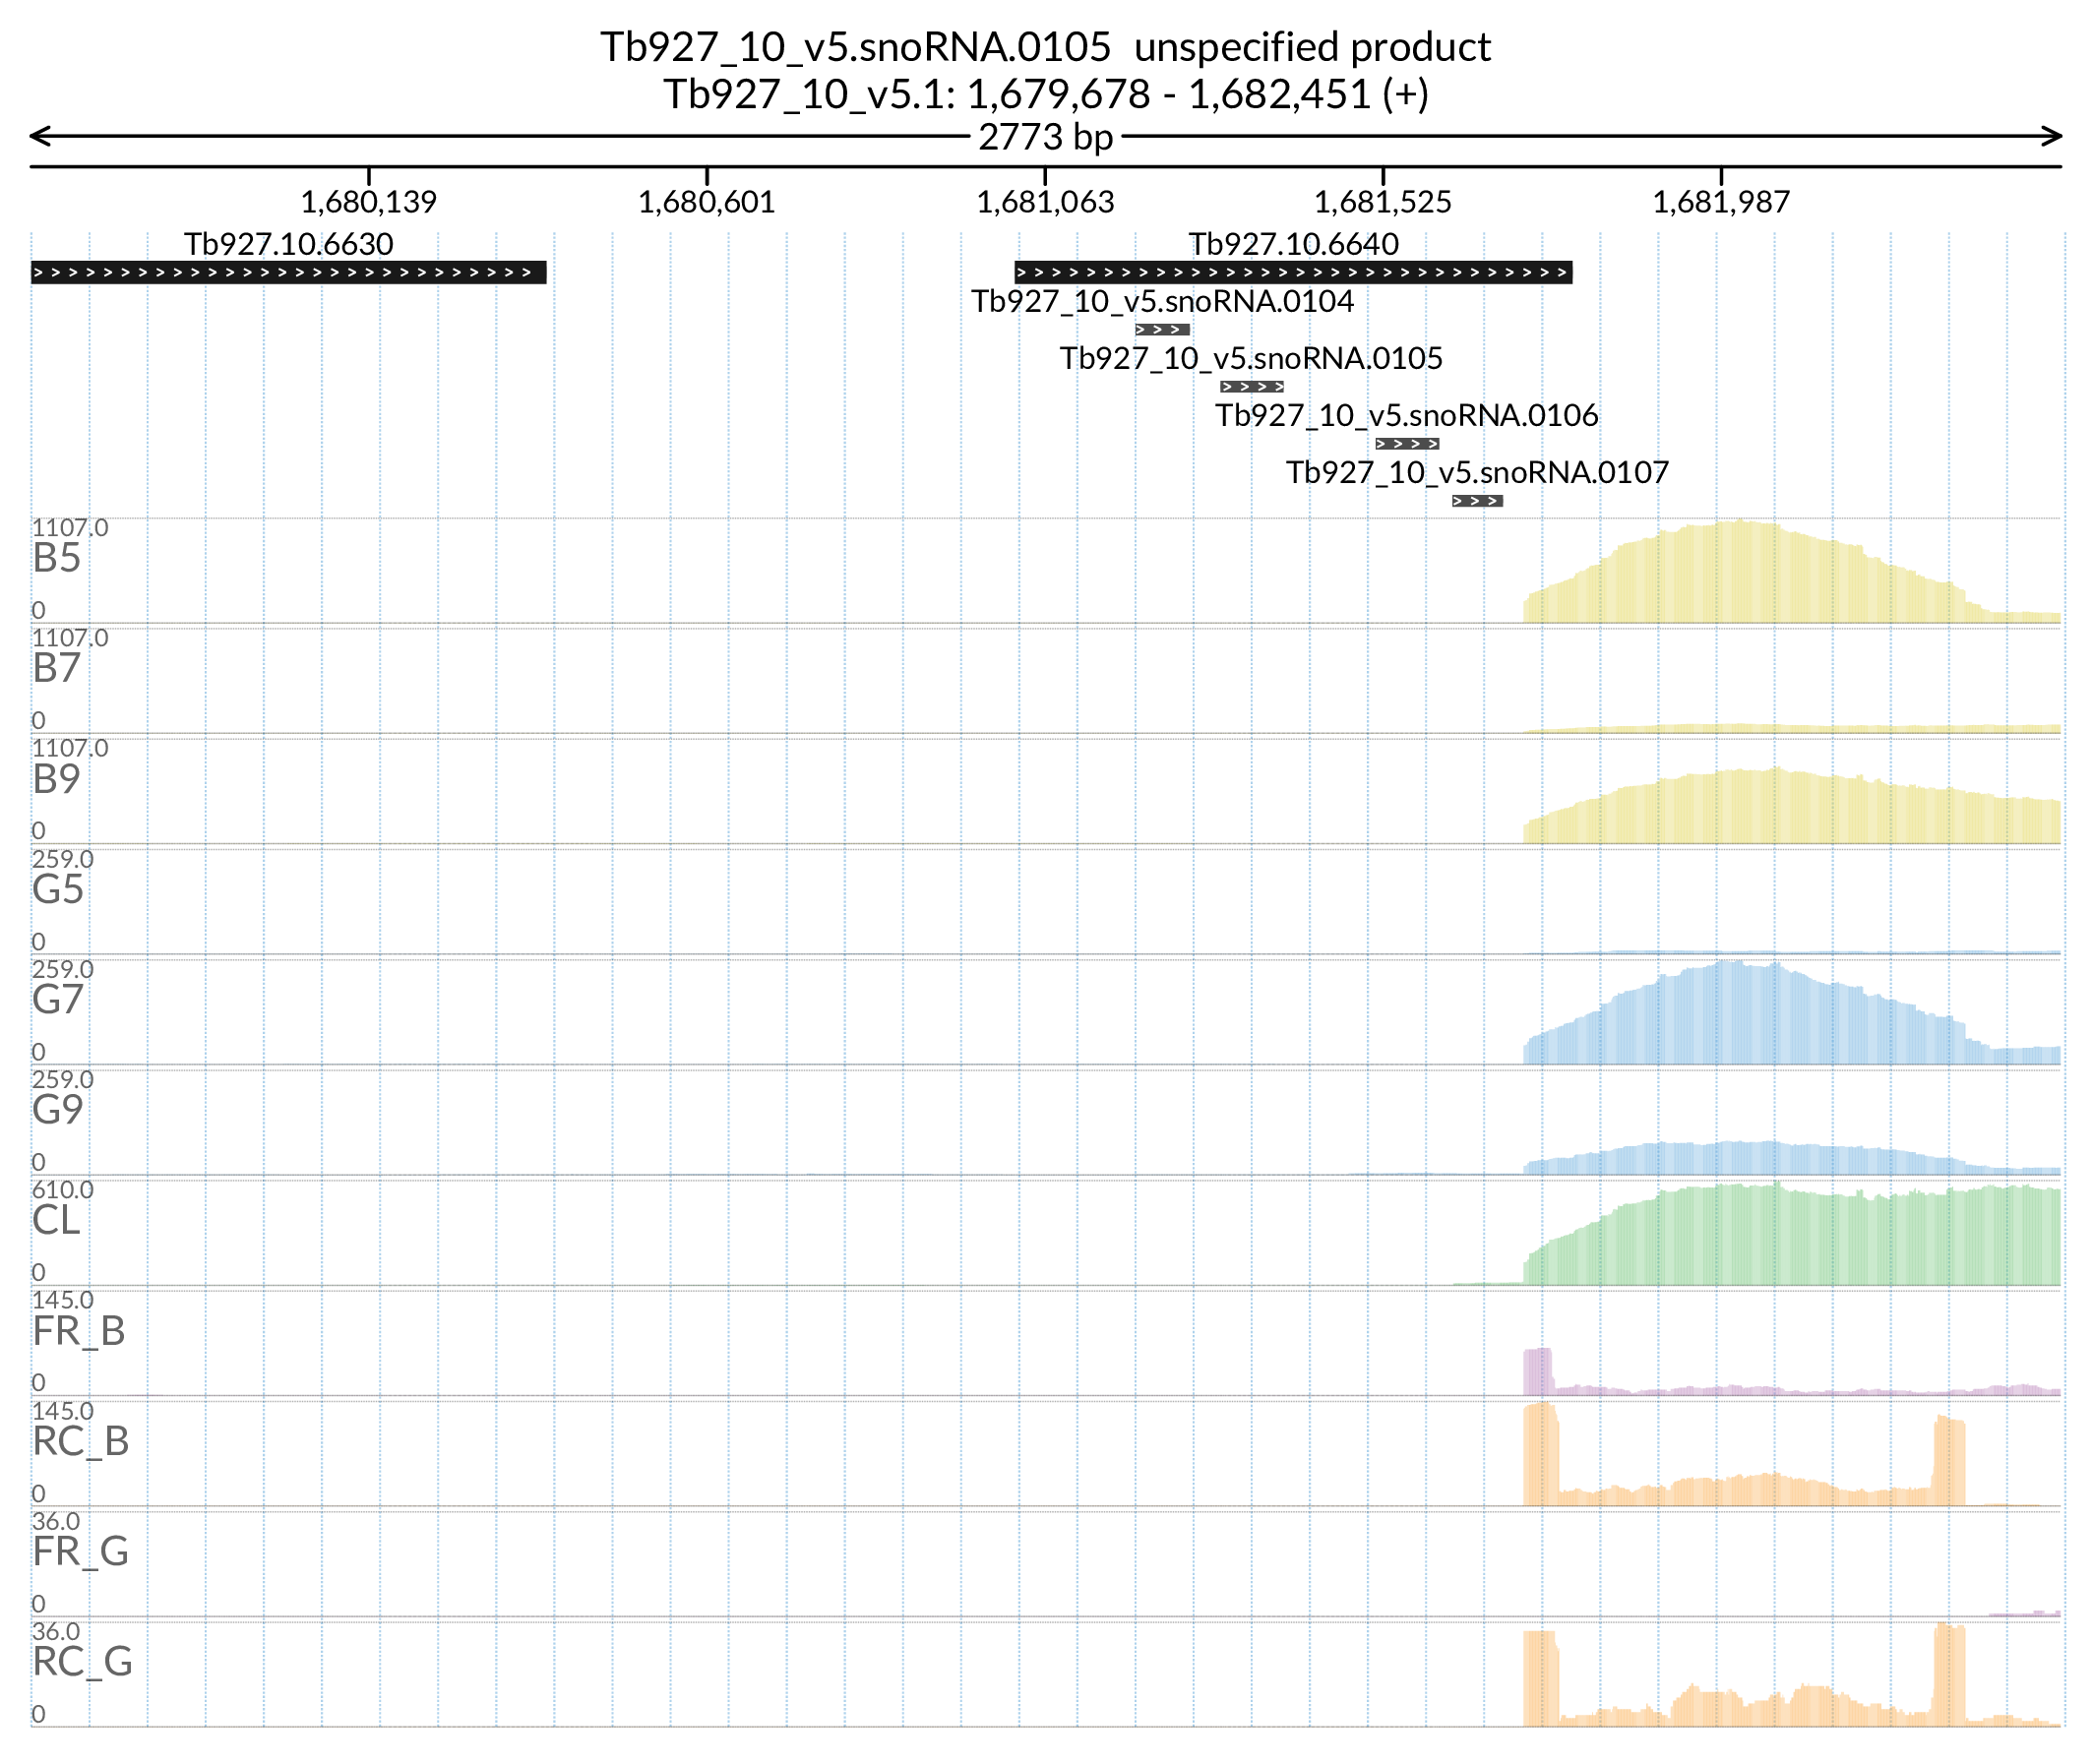 Tb927_10_v5.snoRNA.0105 unspecified product
Tb927_10_v5.1: 1,679,678 - 1,682,451 (+)
2773 bp
1,680,139 1,680,601 1,681,063 1,681,525 1,681,987
Tb927.10.6630 Tb927.10.6640
Tb927_10_v5.snoRNA.0104
Tb927_10_v5.snoRNA.0105
Tb927_10_v5.snoRNA.0106
Tb927_10_v5.snoRNA.0107
1107.0
B5
0
1107.0
B7
0
1107.0
B9
0
259.0
G5
0
259.0
G7
0
259.0
G9
0
610.0
CL
0
145.0
FR_B
0
145.0
RC_B
0
36.0
FR_G
0
36.0
RC_G
0